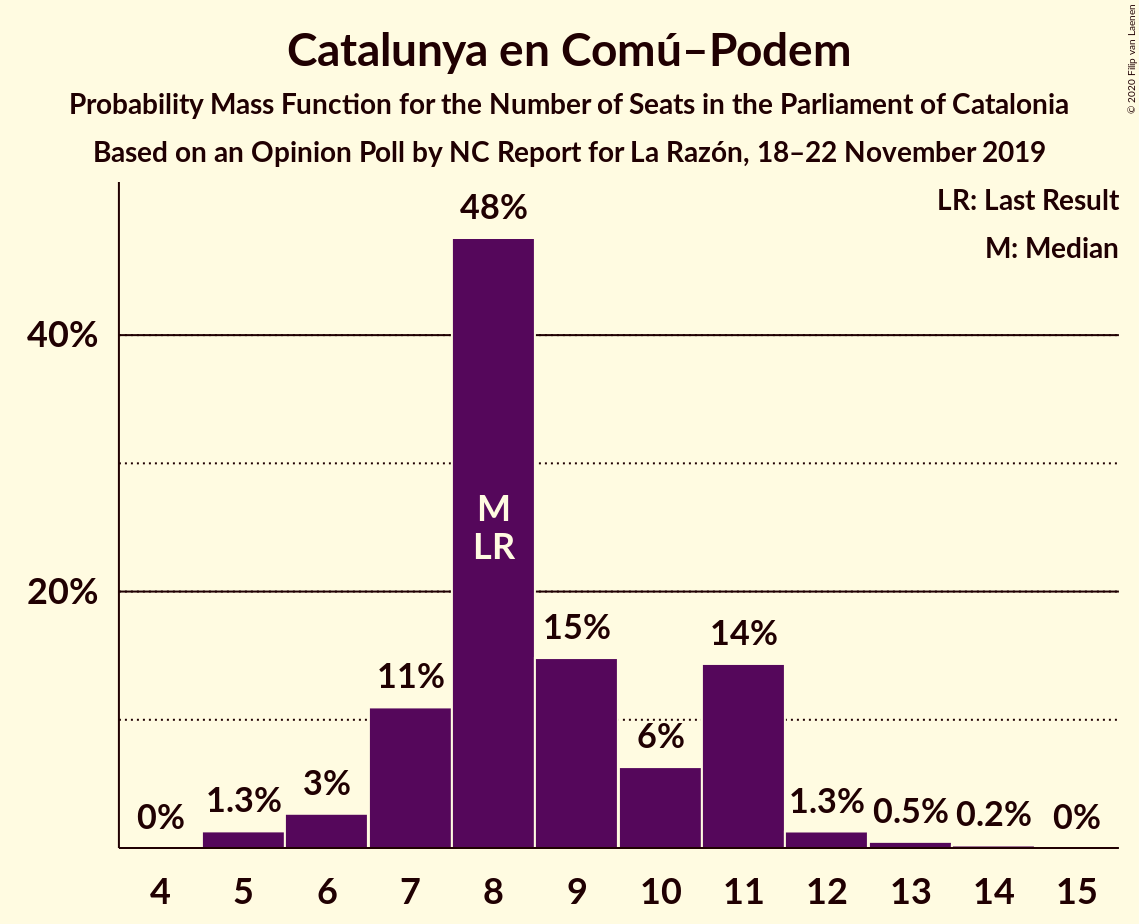 Catalunya en Comú–Podem
Probability Mass Function for the Number of Seats in the Parliament of Catalonia
Based on an Opinion Poll by NC Report for La Razón, 18–22 November 2019
© 2020 Filip van Laenen
LR: Last Result
M: Median
40%
20%
0%
1.3%
3%
11%
48%
M
LR
15%
6%
14%
1.3%
0.5%
0.2%
0%
4 5 6 7 8 9 10 11 12 13 14 15